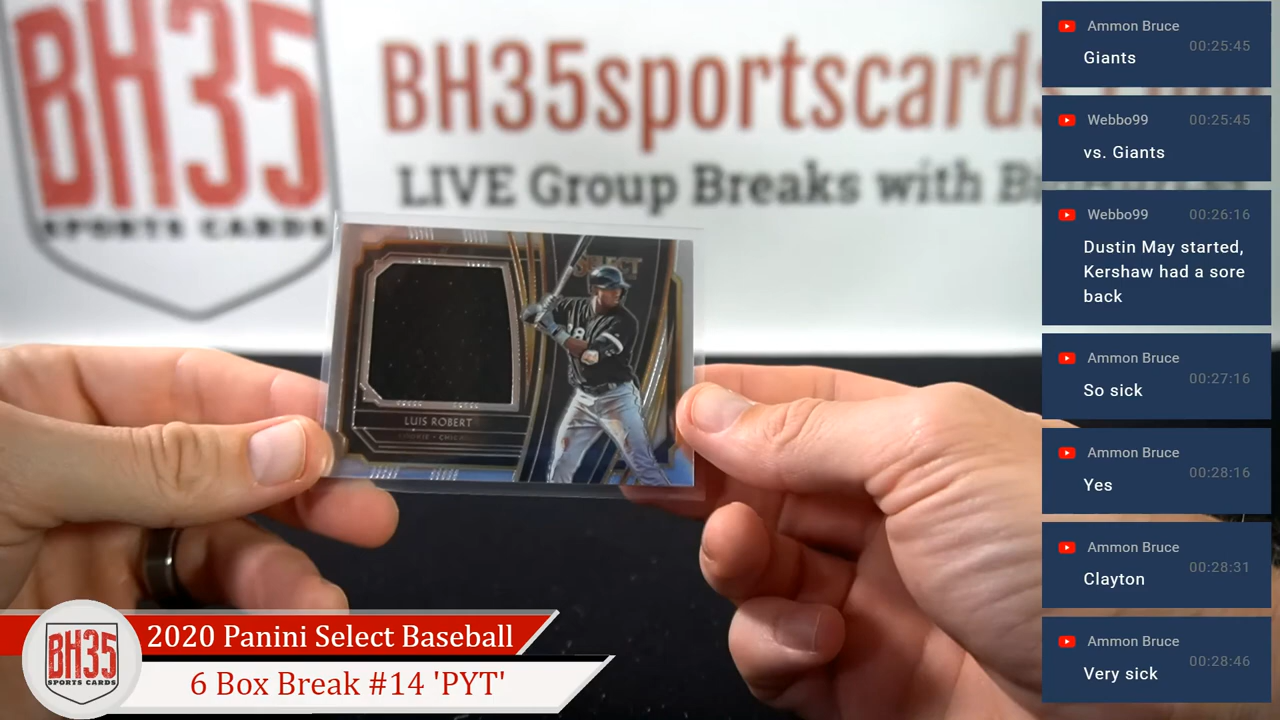 BH35
SPORTS CARDS
BH35sportscards
LIVE Group Breaks with
SELECT
LUIS ROBERT
Ammon Bruce
00:25:45
Giants
Webbo99
00:25:45
vs. Giants
Webbo99
00:26:16
Dustin May started,
Kershaw had a sore
back
Ammon Bruce
00:27:16
So sick
Ammon Bruce
00:28:16
Yes
Ammon Bruce
00:28:31
Clayton
Ammon Bruce
00:28:46
Very sick
BH35
SPORTS CARDS
2020 Panini Select Baseball
6 Box Break #14 'PYT'